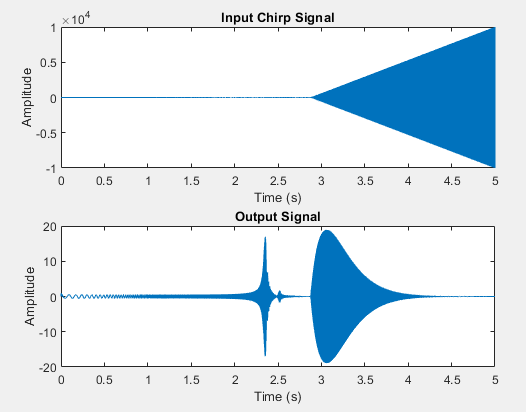 Input Chirp Signal
×10⁴
1
0.5
0
-0.5
-1
Amplitude
0 0.5 1 1.5 2 2.5 3 3.5 4 4.5 5
Time (s)
Output Signal
20
10
0
-10
-20
Amplitude
0 0.5 1 1.5 2 2.5 3 3.5 4 4.5 5
Time (s)